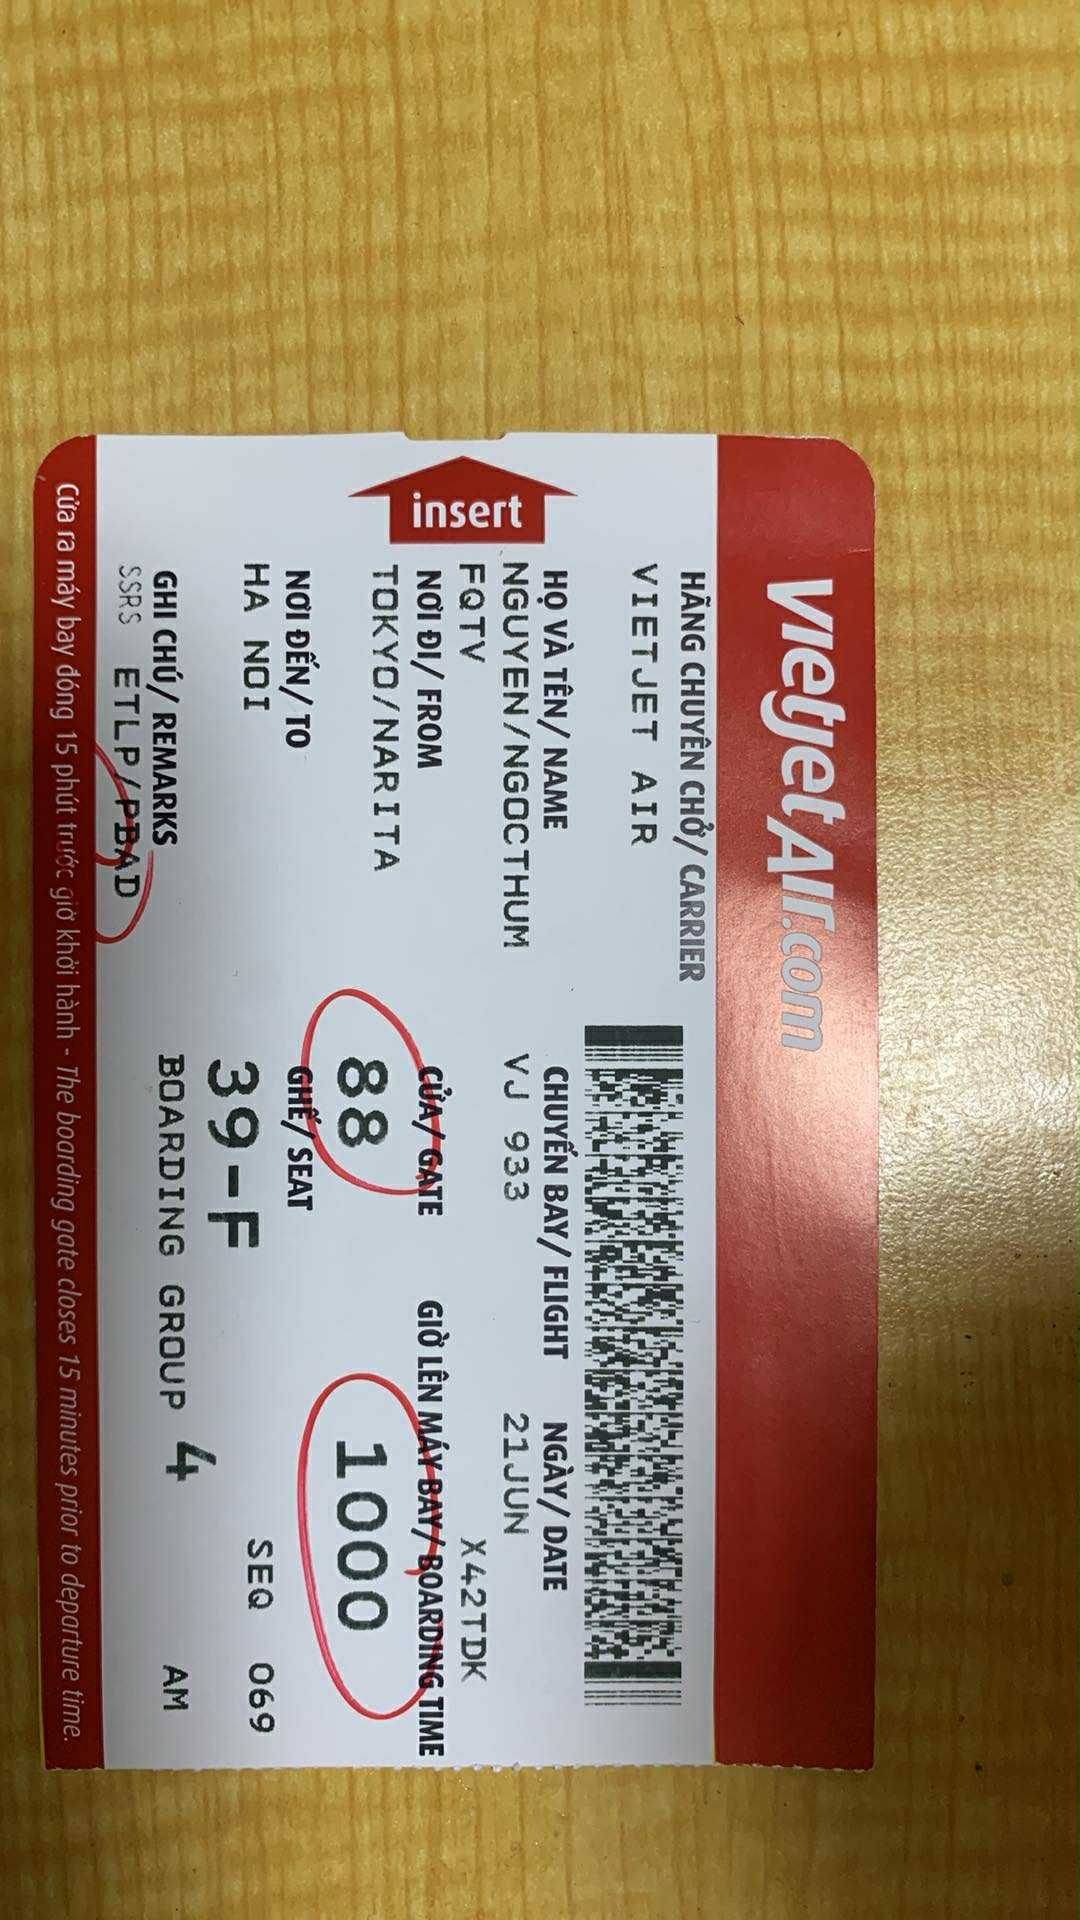 vietjetAir.com
HÃNG CHUYÊN CHỞ/ CARRIER
VIETJET AIR
insert
HỌ VÀ TÊN/ NAME
NGUYEN/NGOCTHUM
FQTV
CHUYẾN BAY/ FLIGHT
VJ 933
NGÀY/ DATE
21JUN
X42TDK
NƠI ĐI/ FROM
TOKYO/NARITA
CỬA/ GATE
88
GIỜ LÊN MÁY BAY/ BOARDING TIME
1000
NƠI ĐẾN/ TO
HA NOI
GHẾ/ SEAT
39-F
SEQ 069
GHI CHÚ/ REMARKS
SSRS ETLP/PBAD
BOARDING GROUP 4 AM
Cửa ra máy bay đóng 15 phút trước giờ khởi hành - The boarding gate closes 15 minutes prior to departure time.